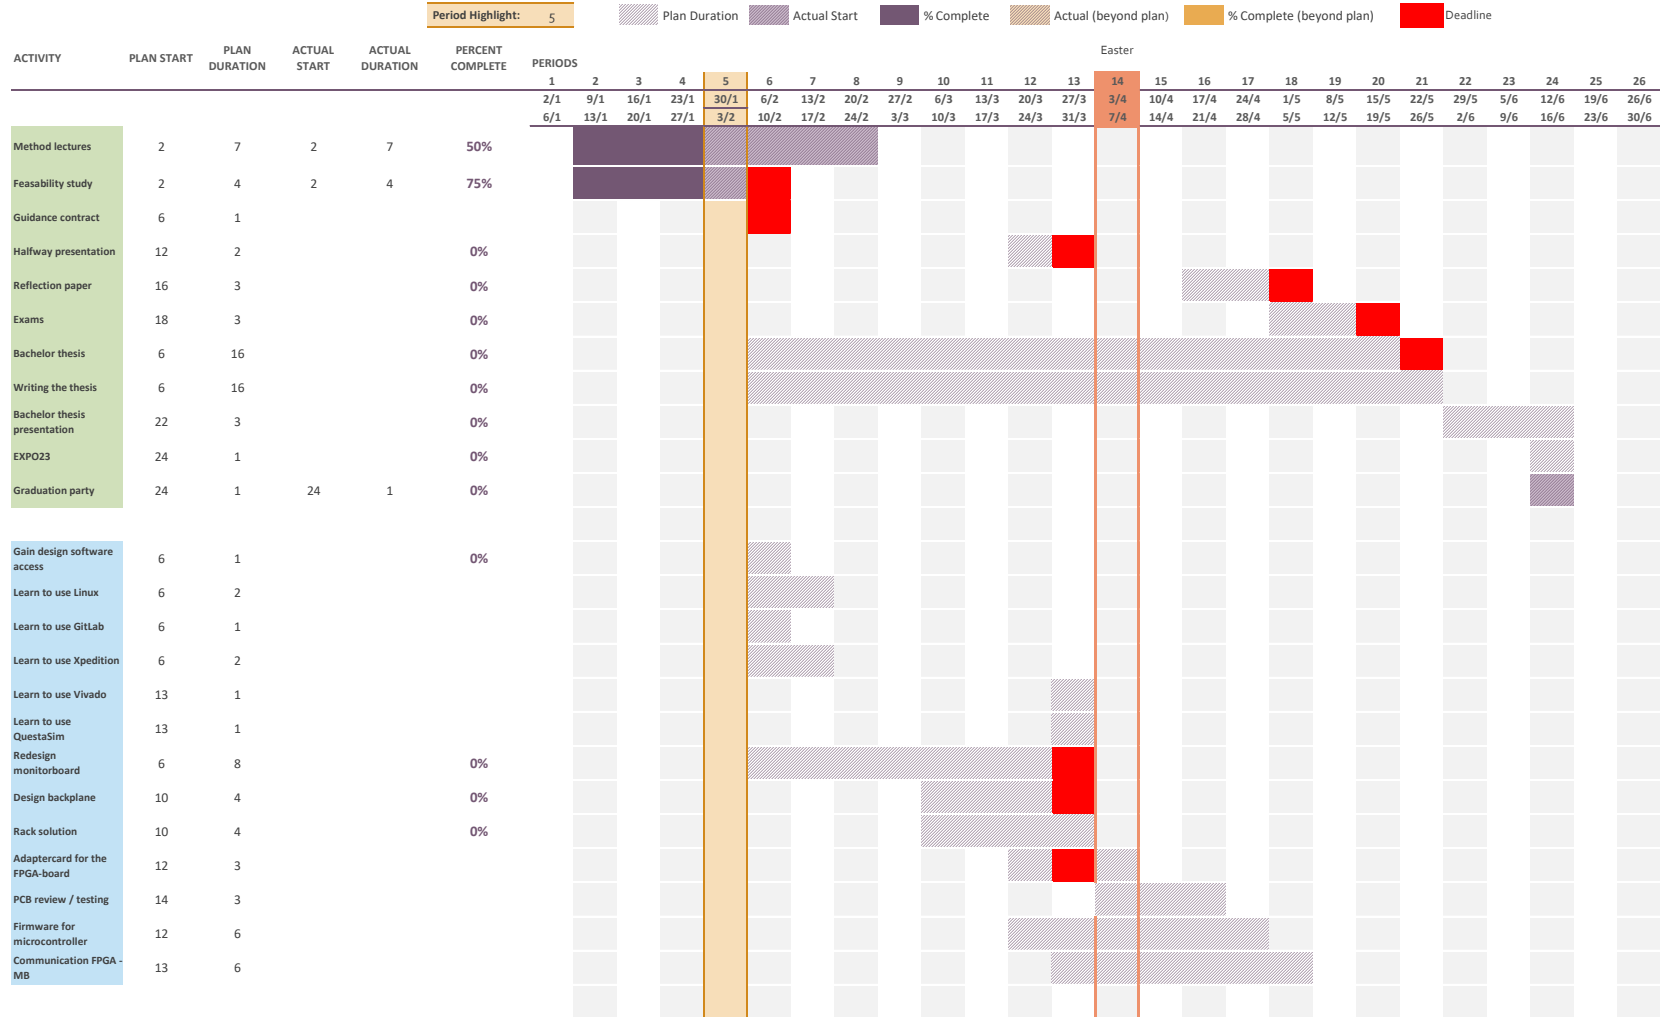 Period Highlight: 5 Plan Duration Actual Start % Complete Actual (beyond plan) % Complete (beyond plan) Deadline
Easter
ACTIVITY PLAN START PLAN DURATION ACTUAL START ACTUAL DURATION PERCENT COMPLETE PERIODS
1 2 3 4 5 6 7 8 9 10 11 12 13 14 15 16 17 18 19 20 21 22 23 24 25 26
2/1 9/1 16/1 23/1 30/1 6/2 13/2 20/2 27/2 6/3 13/3 20/3 27/3 3/4 10/4 17/4 24/4 1/5 8/5 15/5 22/5 29/5 5/6 12/6 19/6 26/6
6/1 13/1 20/1 27/1 3/2 10/2 17/2 24/2 3/3 10/3 17/3 24/3 31/3 7/4 14/4 21/4 28/4 5/5 12/5 19/5 26/5 2/6 9/6 16/6 23/6 30/6
Method lectures 2 7 2 7 50%
Feasability study 2 4 2 4 75%
Guidance contract 6 1
Halfway presentation 12 2 0%
Reflection paper 16 3 0%
Exams 18 3 0%
Bachelor thesis 6 16 0%
Writing the thesis 6 16 0%
Bachelor thesis presentation 22 3 0%
EXPO23 24 1 0%
Graduation party 24 1 24 1 0%
Gain design software access 6 1 0%
Learn to use Linux 6 2
Learn to use GitLab 6 1
Learn to use Xpedition 6 2
Learn to use Vivado 13 1
Learn to use QuestaSim 13 1
Redesign monitorboard 6 8 0%
Design backplane 10 4 0%
Rack solution 10 4 0%
Adaptercard for the FPGA-board 12 3
PCB review / testing 14 3
Firmware for microcontroller 12 6
Communication FPGA - MB 13 6